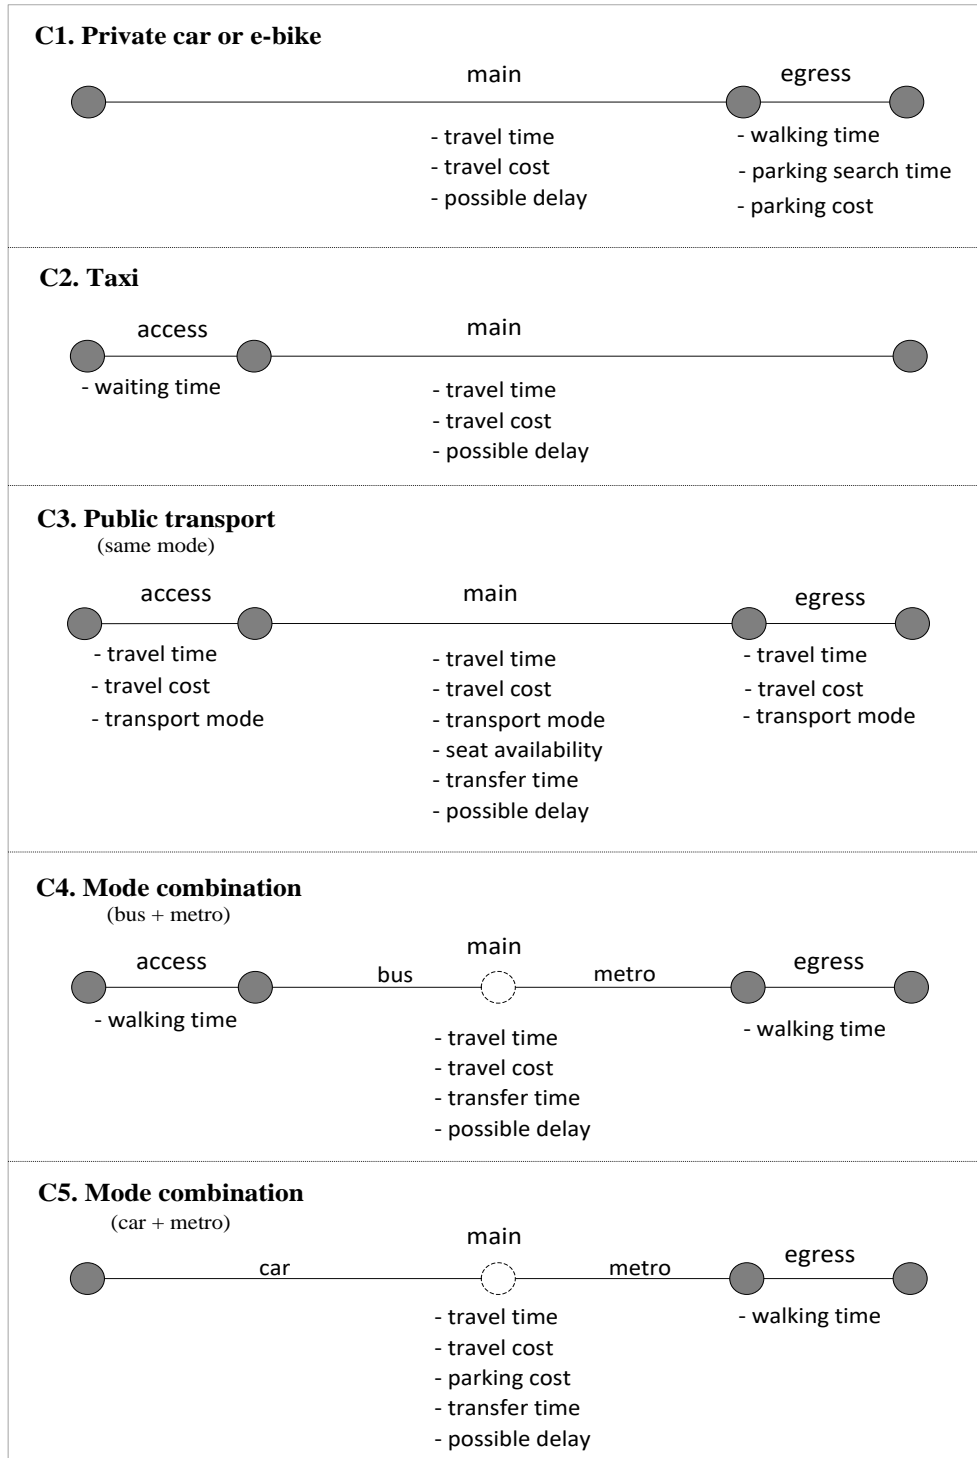 C1. Private car or e-bike
main
egress
- travel time
- travel cost
- possible delay
- walking time
- parking search time
- parking cost
C2. Taxi
access
main
- waiting time
- travel time
- travel cost
- possible delay
C3. Public transport
(same mode)
access
main
egress
- travel time
- travel cost
- transport mode
- travel time
- travel cost
- transport mode
- seat availability
- transfer time
- possible delay
- travel time
- travel cost
- transport mode
C4. Mode combination
(bus + metro)
access
main
egress
bus
metro
- walking time
- travel time
- travel cost
- transfer time
- possible delay
- walking time
C5. Mode combination
(car + metro)
main
egress
car
metro
- travel time
- travel cost
- parking cost
- transfer time
- possible delay
- walking time